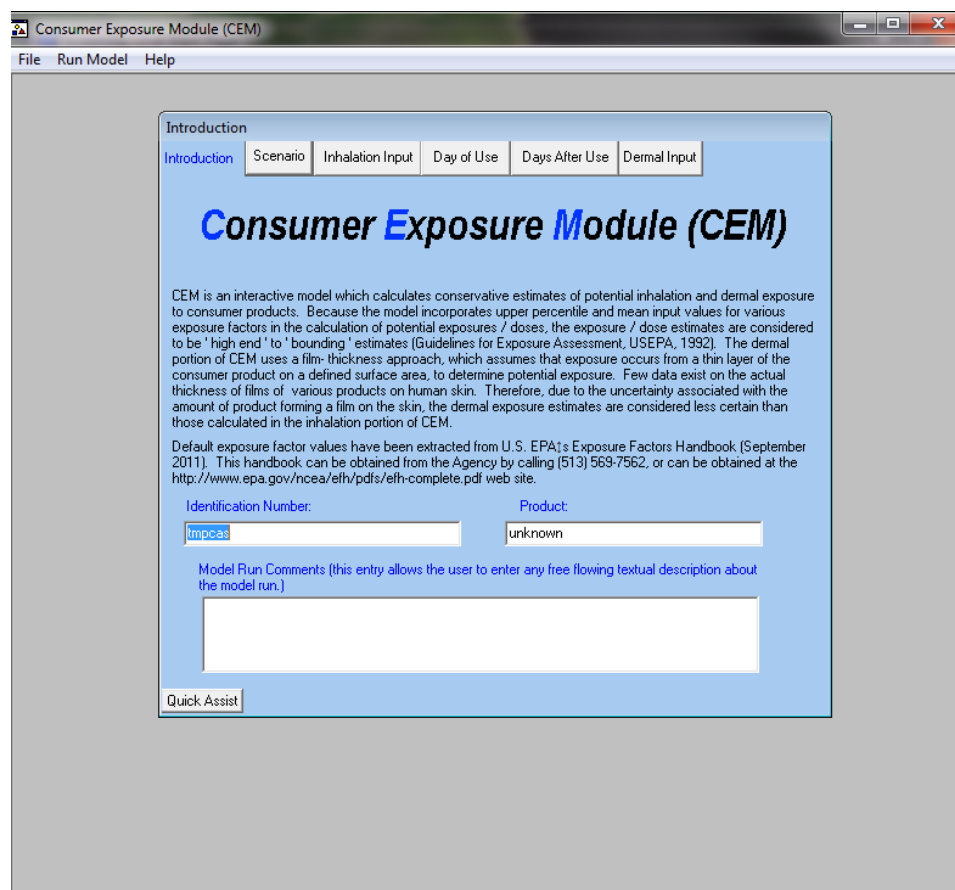 Consumer Exposure Module (CEM)
File Run Model Help
Introduction
Introduction Scenario Inhalation Input Day of Use Days After Use Dermal Input
Consumer Exposure Module (CEM)
CEM is an interactive model which calculates conservative estimates of potential inhalation and dermal exposure
to consumer products. Because the model incorporates upper percentile and mean input values for various
exposure factors in the calculation of potential exposures / doses, the exposure / dose estimates are considered
to be ' high end ' to ' bounding ' estimates (Guidelines for Exposure Assessment, USEPA, 1992). The dermal
portion of CEM uses a film- thickness approach, which assumes that exposure occurs from a thin layer of the
consumer product on a defined surface area, to determine potential exposure. Few data exist on the actual
thickness of films of various products on human skin. Therefore, due to the uncertainty associated with the
amount of product forming a film on the skin, the dermal exposure estimates are considered less certain than
those calculated in the inhalation portion of CEM.
Default exposure factor values have been extracted from U.S. EPA‡s Exposure Factors Handbook (September
2011). This handbook can be obtained from the Agency by calling (513) 569-7562, or can be obtained at the
http://www.epa.gov/ncea/efh/pdfs/efh-complete.pdf web site.
Identification Number: Product:
tmpcas unknown
Model Run Comments (this entry allows the user to enter any free flowing textual description about
the model run.)
Quick Assist